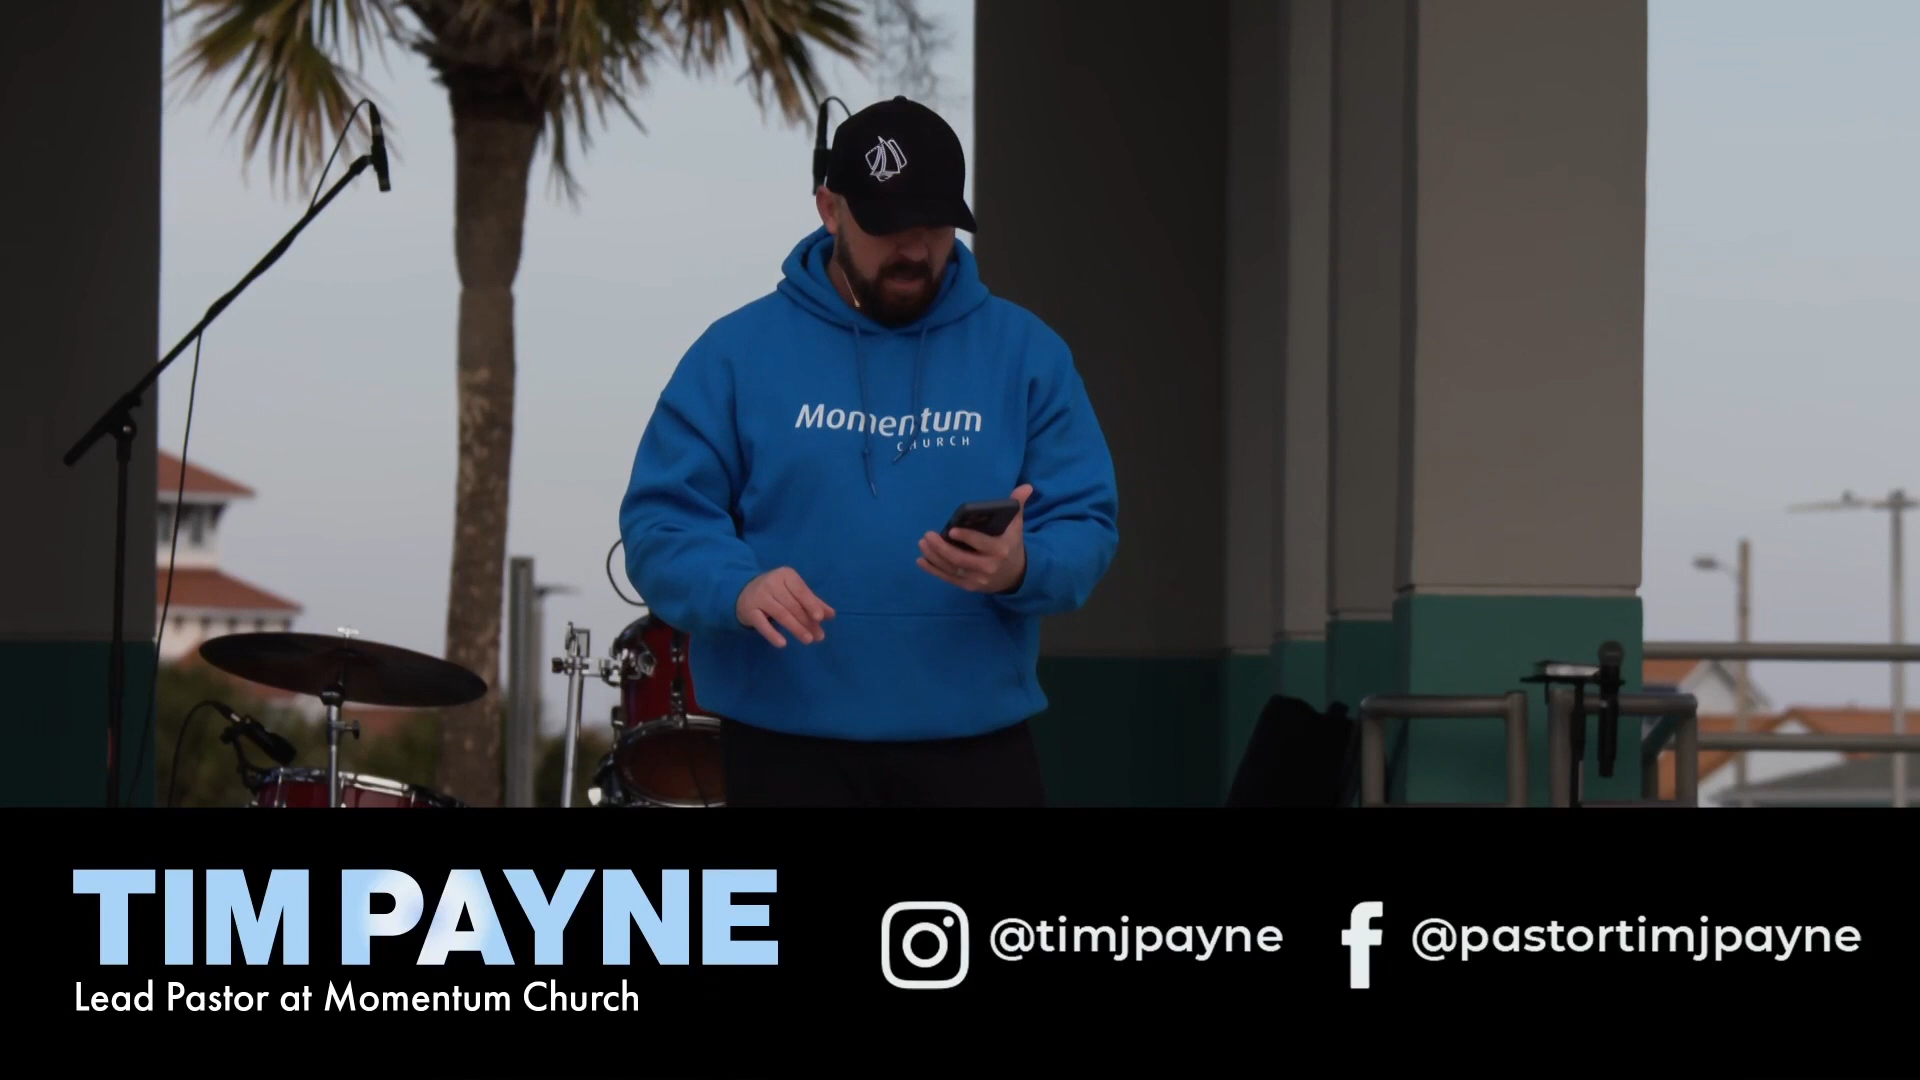 Momentum
CHURCH
TIM PAYNE
Lead Pastor at Momentum Church
@timjpayne
@pastortimjpayne